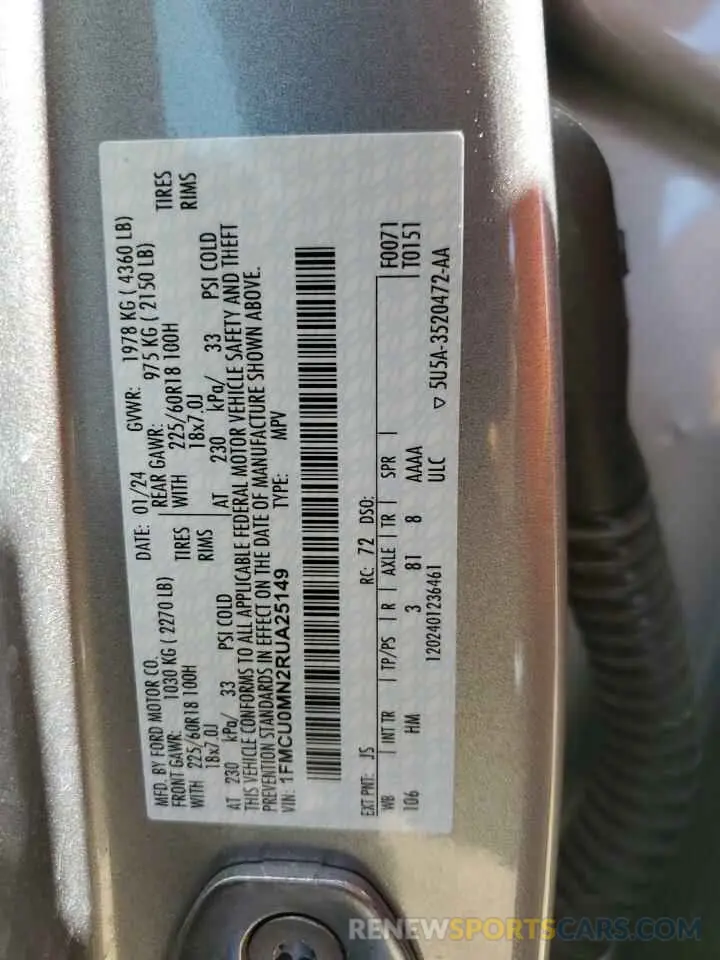 MFD. BY FORD MOTOR CO.
DATE: 01/24 GVWR: 1978 KG ( 4360 LB)
FRONT GAWR: 1030 KG ( 2270 LB)
REAR GAWR: 975 KG ( 2150 LB)
WITH 225/60R18 100H TIRES
WITH 225/60R18 100H TIRES
18x7.0J RIMS
18x7.0J RIMS
AT 230 kPa/ 33 PSI COLD
AT 230 kPa/ 33 PSI COLD
THIS VEHICLE CONFORMS TO ALL APPLICABLE FEDERAL MOTOR VEHICLE SAFETY AND THEFT
PREVENTION STANDARDS IN EFFECT ON THE DATE OF MANUFACTURE SHOWN ABOVE.
VIN: 1FMCU0MN2RUA25149 TYPE: MPV
EXT PNT: JS RC: 72 DSO: F0071
WB INT TR TP/PS R AXLE TR SPR T0151
106 HM 3 81 8 AAAA
1202401236461 ULC ▽ 5U5A-3520472-AA
RENEWSPORTSCARS.COM